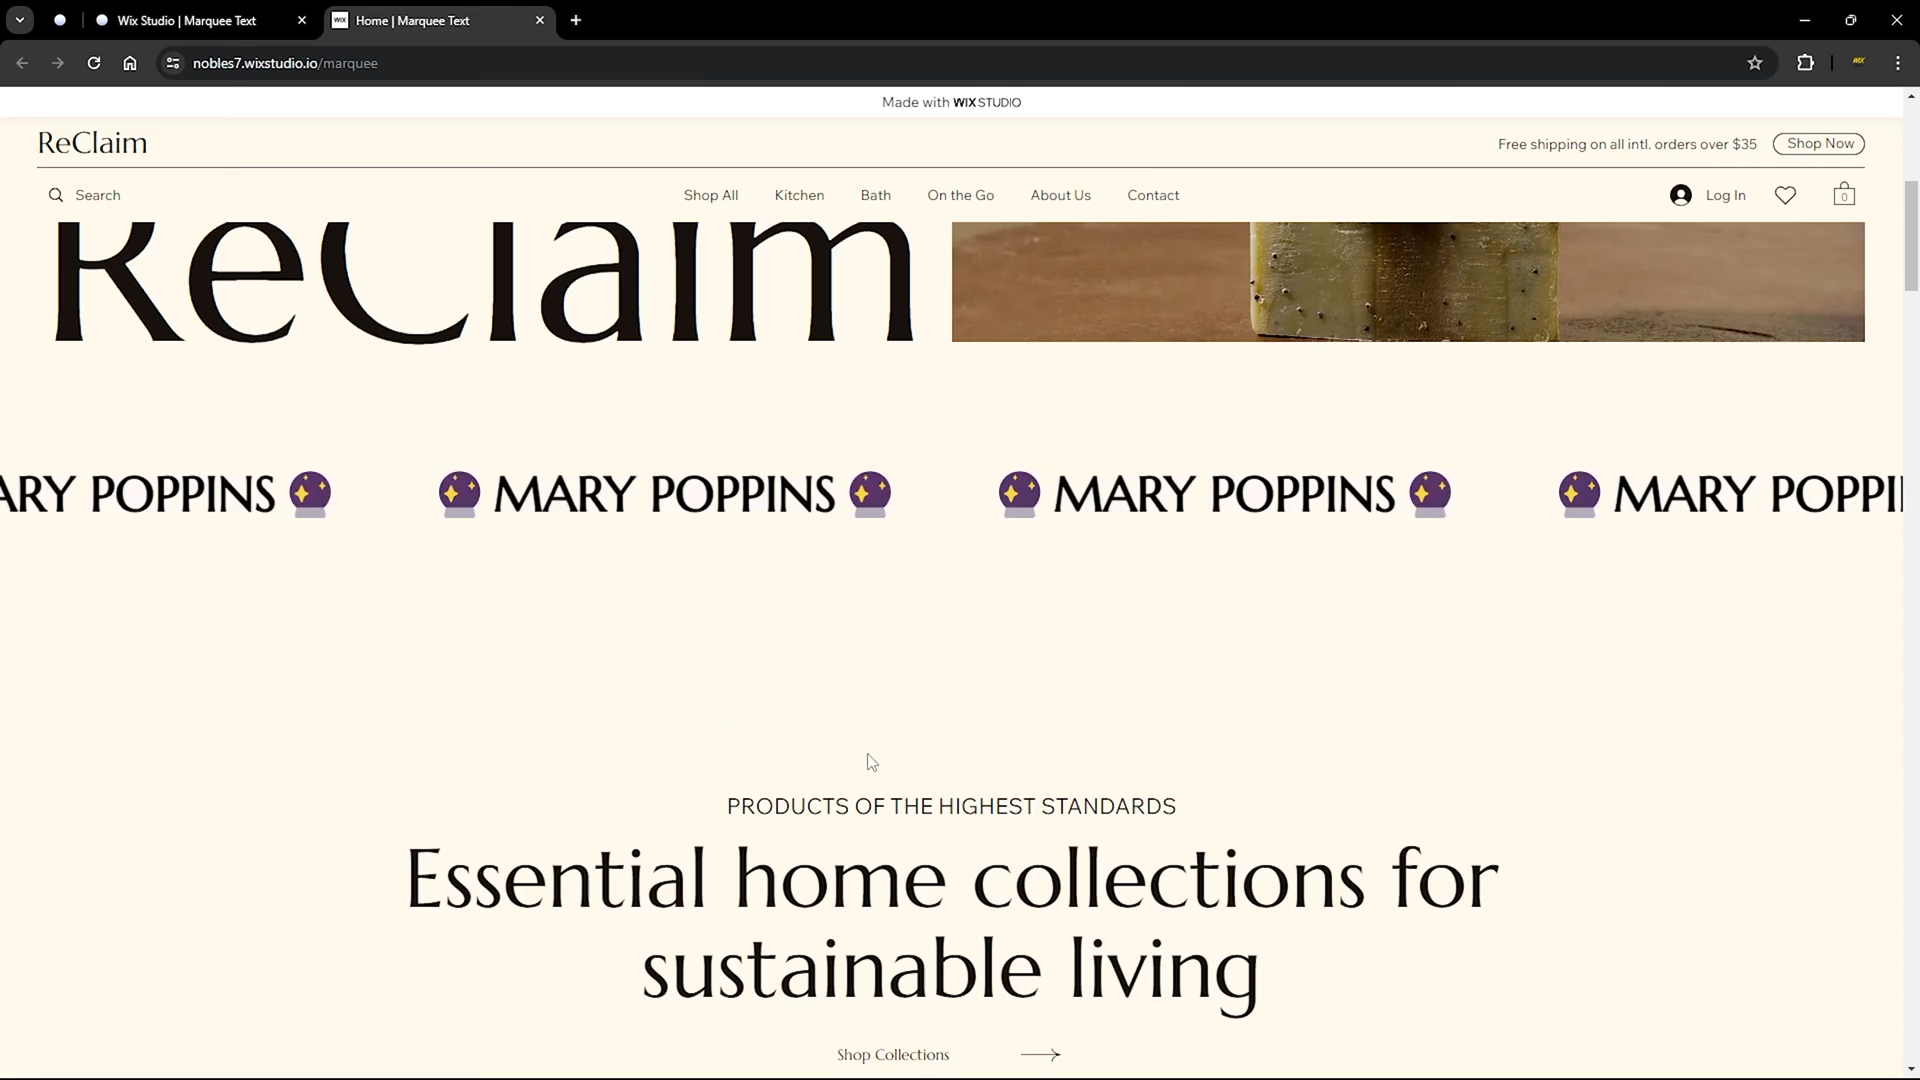 Wix Studio | Marquee Text
WIX Home | Marquee Text
nobles7.wixstudio.io/marquee
WIX
Made with WIX STUDIO
ReClaim
Free shipping on all intl. orders over $35
Shop Now
Search
Shop All
Kitchen
Bath
On the Go
About Us
Contact
Log In
0
ReClaim
ARY POPPINS 🔮 🔮 MARY POPPINS 🔮 🔮 MARY POPPINS 🔮 🔮 MARY POPPI
PRODUCTS OF THE HIGHEST STANDARDS
Essential home collections for
sustainable living
Shop Collections